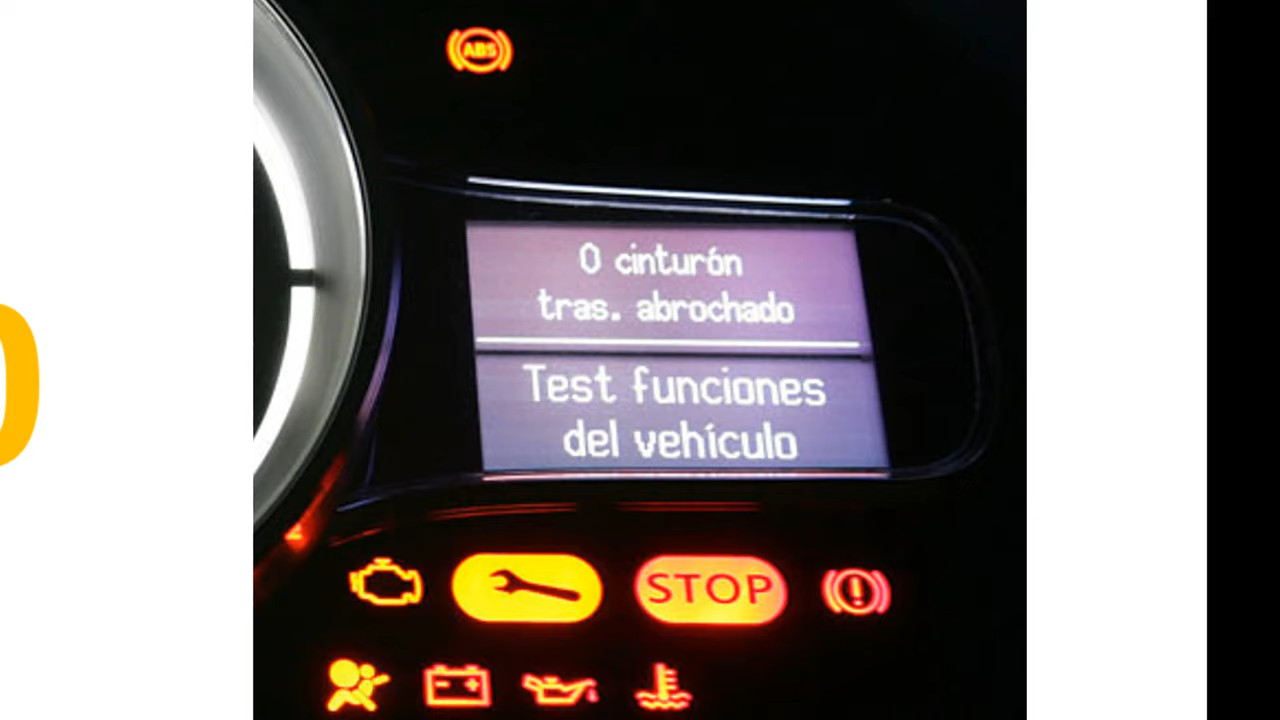 ABS
0 cinturón
tras. abrochado
Test funciones
del vehículo
STOP